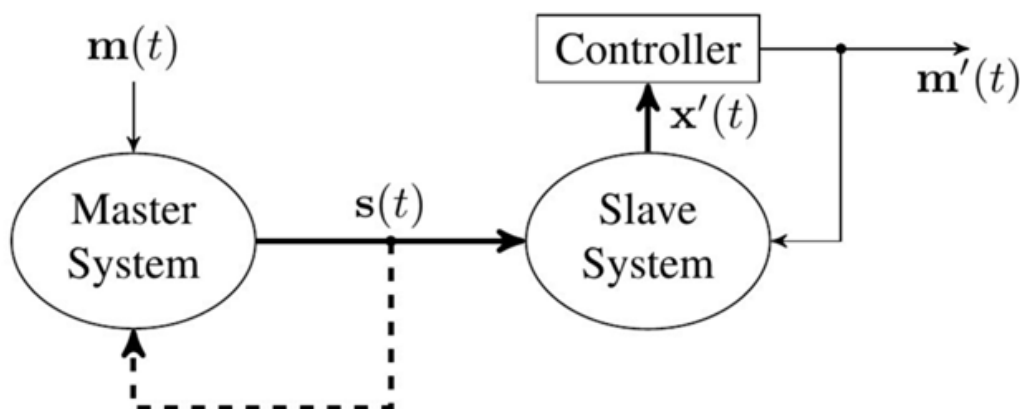 m(t)
Controller
m′(t)
x′(t)
Master
System
s(t)
Slave
System